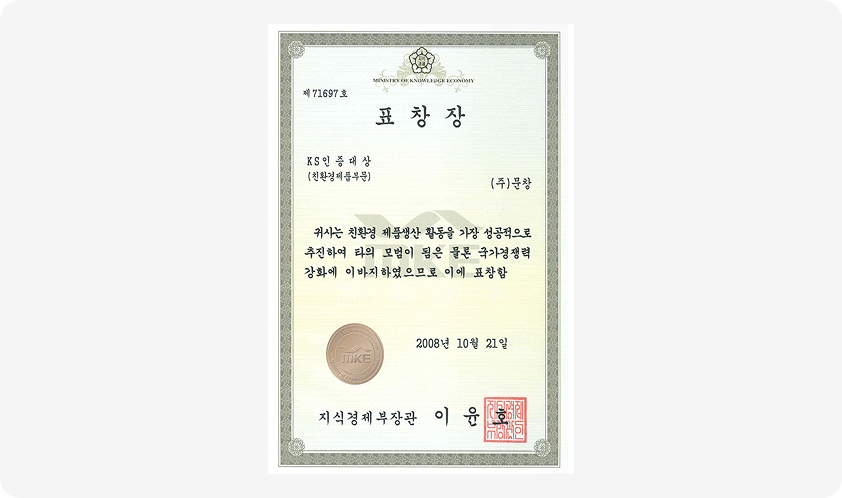 MINISTRY OF KNOWLEDGE ECONOMY
제 71697 호
표 창 장
KS인 증 대 상
(친환경제품부문)
(주)문창
귀사는 친환경 제품생산 활동을 가장 성공적으로
추진하여 타의 모범이 됨은 물론 국가경쟁력
강화에 이바지하였으므로 이에 표창함
MKE
2008년 10월 21일
MKE
지식경제부장관 이 윤 호